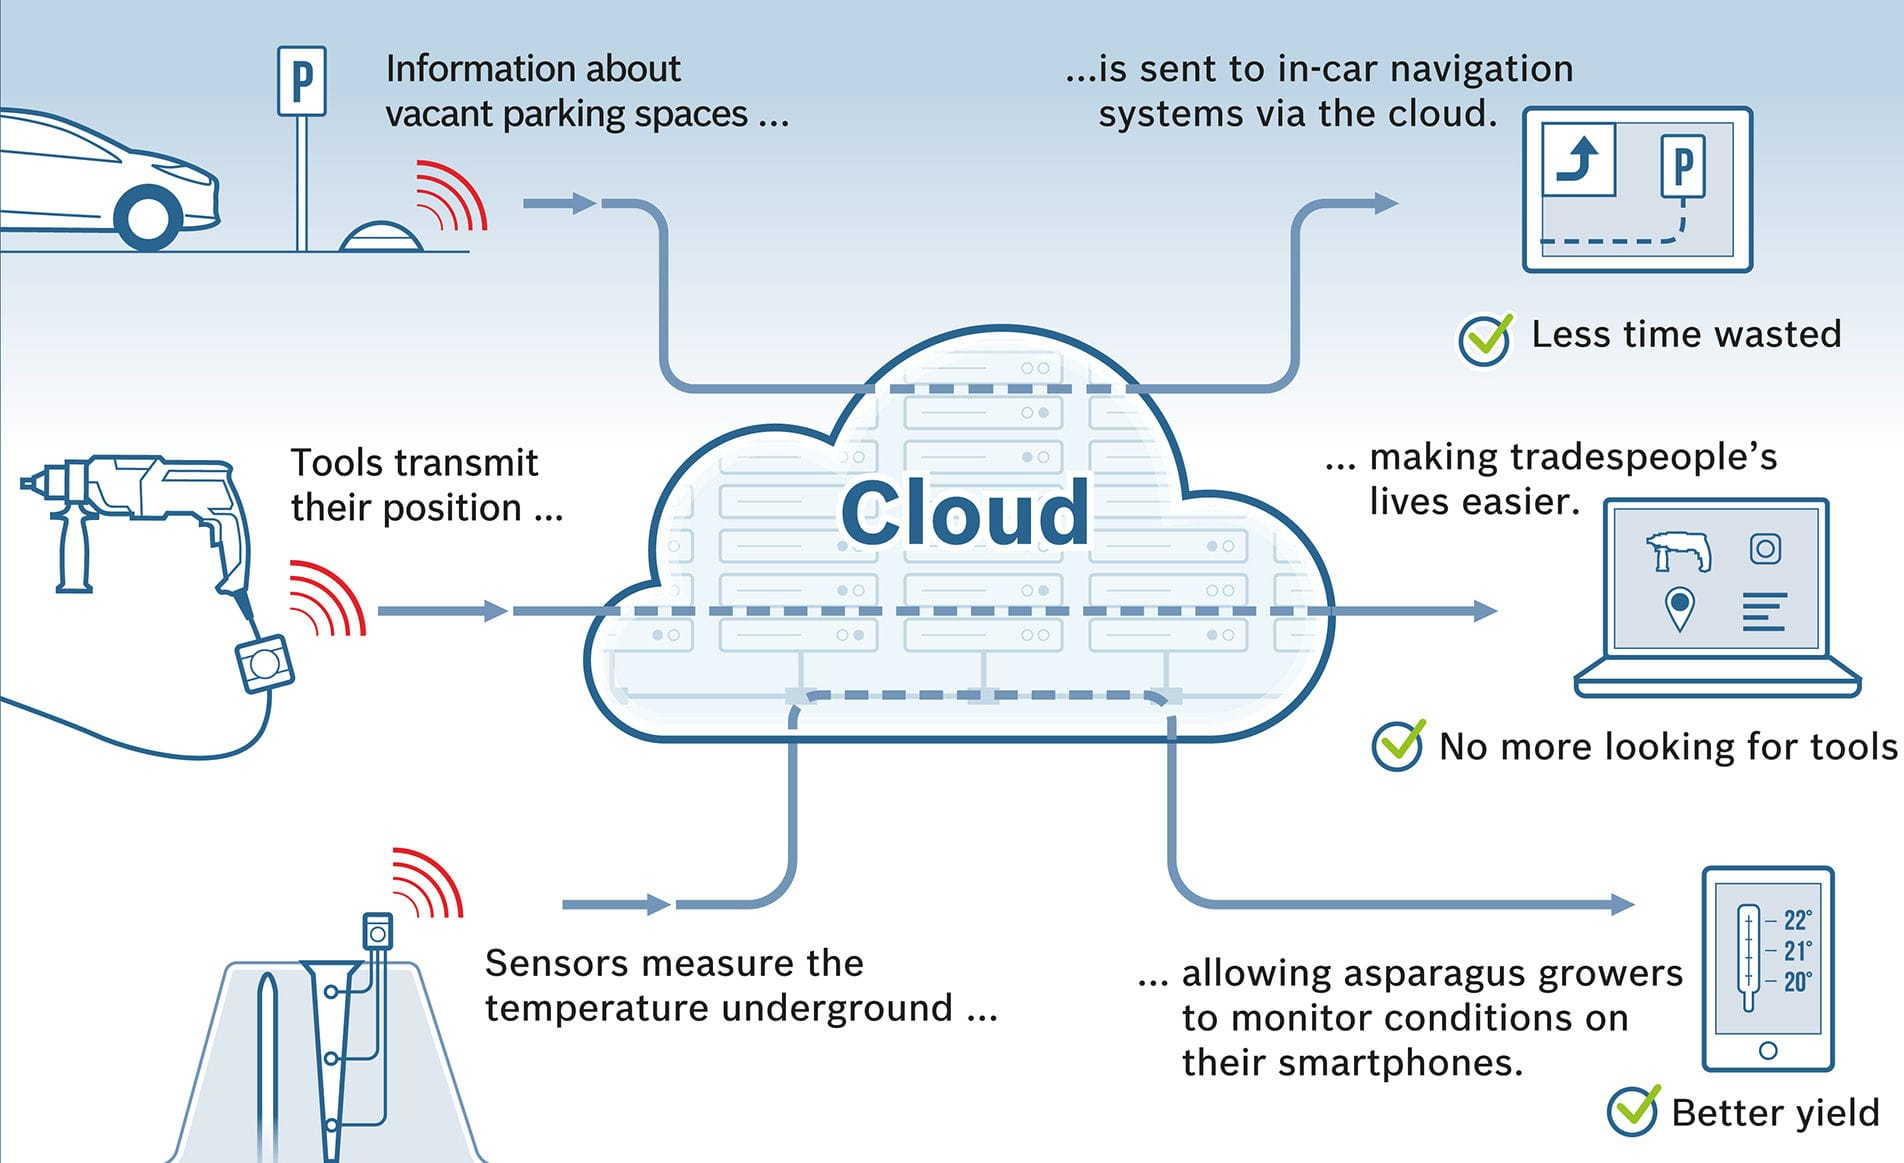 P
Information about
vacant parking spaces ...
...is sent to in-car navigation
systems via the cloud.
P
Less time wasted
Tools transmit
their position ...
Cloud
... making tradespeople's
lives easier.
No more looking for tools
Sensors measure the
temperature underground ...
... allowing asparagus growers
to monitor conditions on
their smartphones.
22°
21°
20°
Better yield